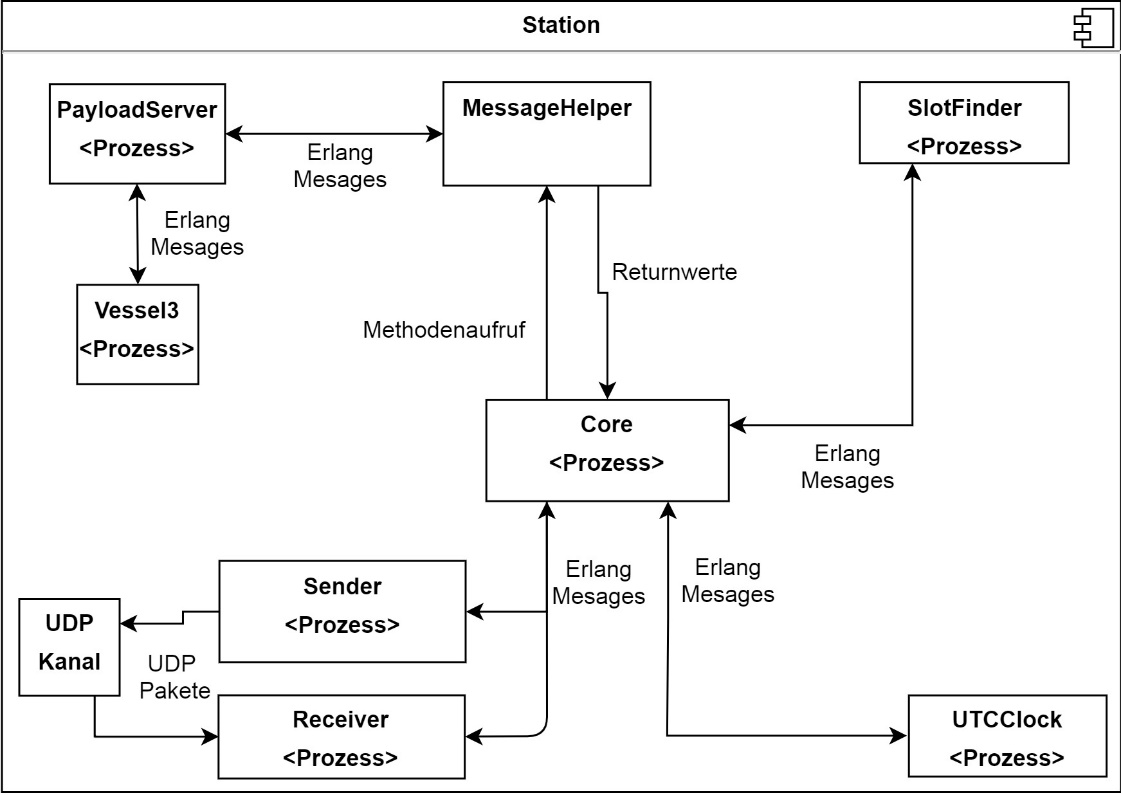 Station
PayloadServer
<Prozess>
MessageHelper
SlotFinder
<Prozess>
Erlang
Mesages
Erlang
Mesages
Vessel3
<Prozess>
Returnwerte
Methodenaufruf
Core
<Prozess>
Erlang
Mesages
Sender
<Prozess>
Erlang
Mesages
Erlang
Mesages
UDP
Kanal
UDP
Pakete
Receiver
<Prozess>
UTCClock
<Prozess>